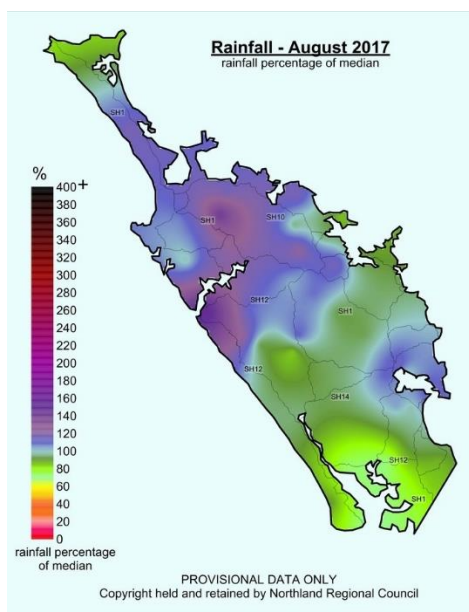 Rainfall - August 2017
rainfall percentage
of median
SH1
%
400+
380
360
340
320
300
280
260
240
220
200
180
160
140
120
100
80
60
40
20
0
rainfall percentage
of median
SH1
SH10
SH12
SH1
SH12
SH14
SH12
SH1
PROVISIONAL DATA ONLY
Copyright held and retained by Northland Regional Council